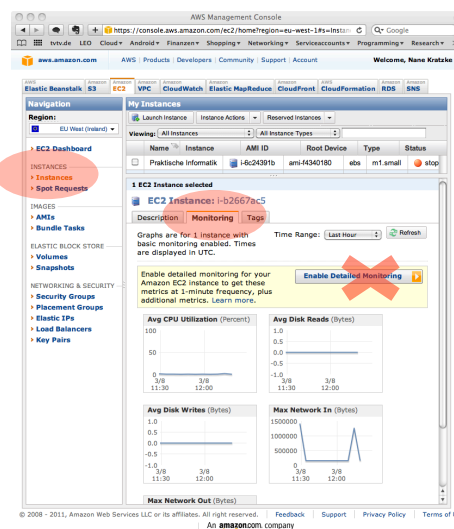 AWS Management Console
https://console.aws.amazon.com/ec2/home?region=eu-west-1#s=Instan
Google
tvtv.de LEO Cloud Android Finanzen Shopping Networking Serviceaccounts Programming Research
aws.amazon.com AWS Products Developers Community Support Account Welcome, Nane Kratzke
AWS Elastic Beanstalk
Amazon S3
Amazon EC2
Amazon VPC
Amazon CloudWatch
Amazon Elastic MapReduce
Amazon CloudFront
AWS CloudFormation
Amazon RDS
Amazon SNS
Navigation
Region:
EU West (Ireland)
EC2 Dashboard
INSTANCES
Instances
Spot Requests
IMAGES
AMIs
Bundle Tasks
ELASTIC BLOCK STORE
Volumes
Snapshots
NETWORKING & SECURITY
Security Groups
Placement Groups
Elastic IPs
Load Balancers
Key Pairs
My Instances
Launch Instance Instance Actions Reserved Instances
Viewing: All Instances All Instance Types
Name Instance AMI ID Root Device Type Status
Praktische Informatik i-6c24391b ami-f4340180 ebs m1.small stop
1 EC2 Instance selected
EC2 Instance: i-b2667ac5
Description Monitoring Tags
Graphs are for 1 instance with
basic monitoring enabled. Times
are displayed in UTC.
Time Range: Last Hour Refresh
Enable detailed monitoring for your
Amazon EC2 instance to get these
metrics at 1-minute frequency, plus
additional metrics. Learn more.
Enable Detailed Monitoring
Avg CPU Utilization (Percent)
100
50
0
3/8 3/8
11:30 12:00
Avg Disk Reads (Bytes)
1.0
0.5
0.0
-0.5
-1.0
3/8 3/8
11:30 12:00
Avg Disk Writes (Bytes)
1.0
0.5
0.0
-0.5
-1.0
3/8 3/8
11:30 12:00
Max Network In (Bytes)
1500000
1000000
500000
0
3/8 3/8
11:30 12:00
Max Network Out (Bytes)
© 2008 - 2011, Amazon Web Services LLC or its affiliates. All right reserved. Feedback Support Privacy Policy Terms of
An amazon.com. company